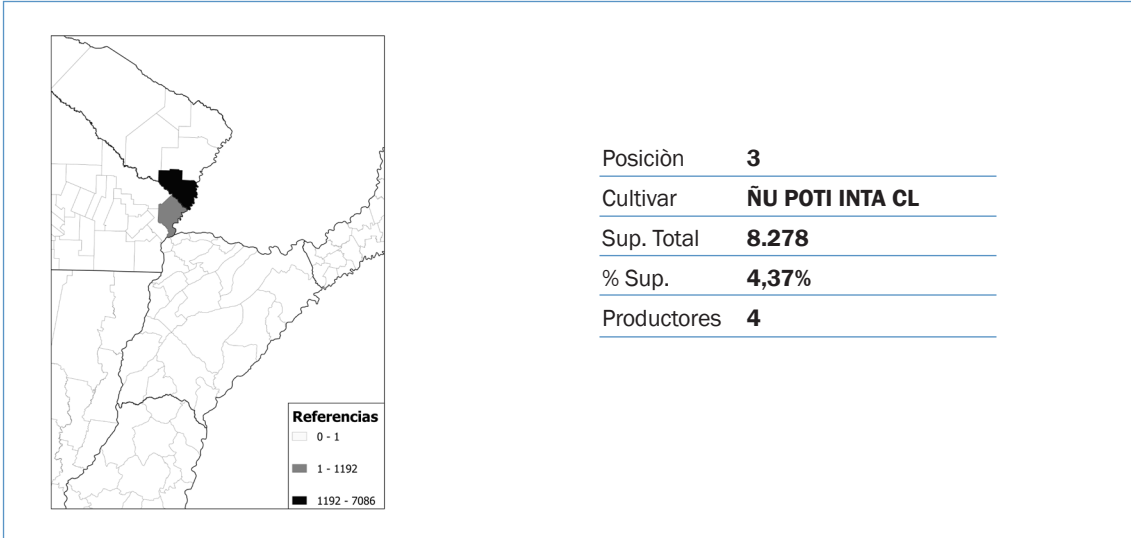 Referencias
0 - 1
1 - 1192
1192 - 7086
Posiciòn 3
Cultivar ÑU POTI INTA CL
Sup. Total 8.278
% Sup. 4,37%
Productores 4